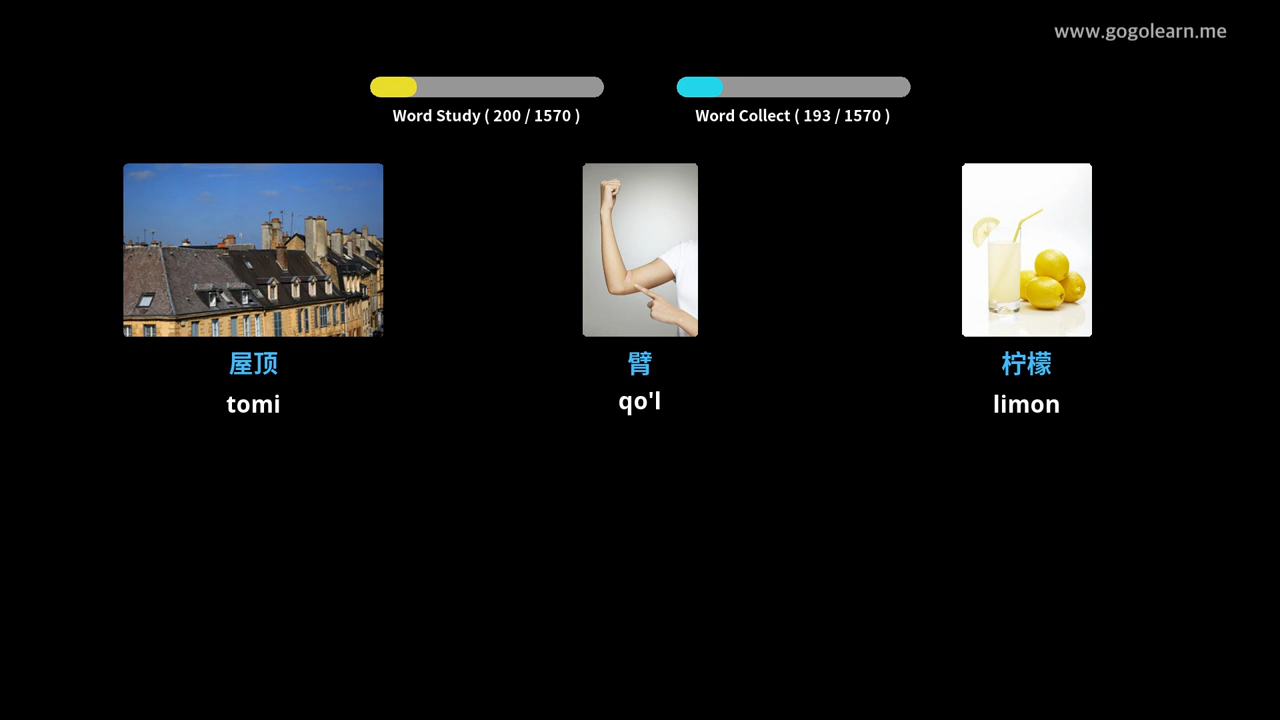 www.gogolearn.me
Word Study ( 200 / 1570 )
Word Collect ( 193 / 1570 )
屋顶
臂
柠檬
tomi
qo'l
limon